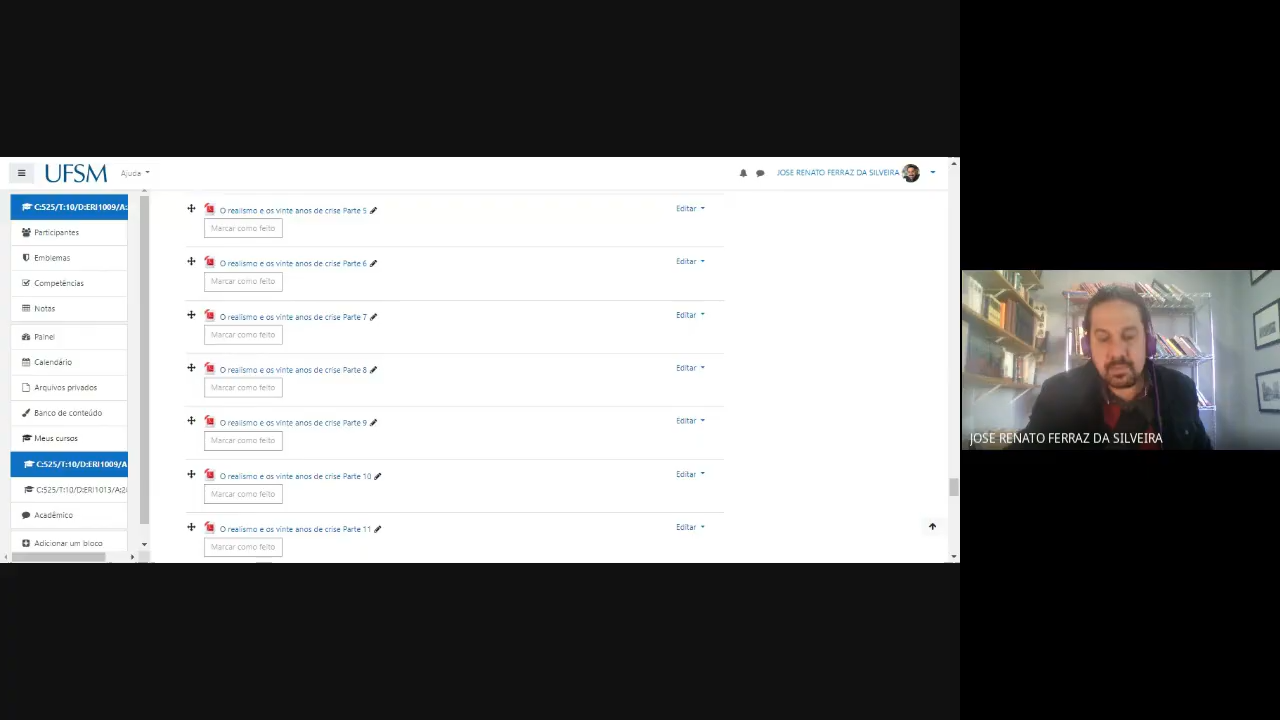 UFSM
Ajuda
JOSE RENATO FERRAZ DA SILVEIRA
C:525/T:10/D:ERI1009/A:
Participantes
Emblemas
Competências
Notas
Painel
Calendário
Arquivos privados
Banco de conteúdo
Meus cursos
C:525/T:10/D:ERI1009/A
C:525/T:10/D:ERI1013/A:2
Acadêmico
Adicionar um bloco
O realismo e os vinte anos de crise Parte 5
Editar
Marcar como feito
O realismo e os vinte anos de crise Parte 6
Editar
Marcar como feito
O realismo e os vinte anos de crise Parte 7
Editar
Marcar como feito
O realismo e os vinte anos de crise Parte 8
Editar
Marcar como feito
O realismo e os vinte anos de crise Parte 9
Editar
Marcar como feito
O realismo e os vinte anos de crise Parte 10
Editar
Marcar como feito
O realismo e os vinte anos de crise Parte 11
Editar
Marcar como feito
JOSE RENATO FERRAZ DA SILVEIRA